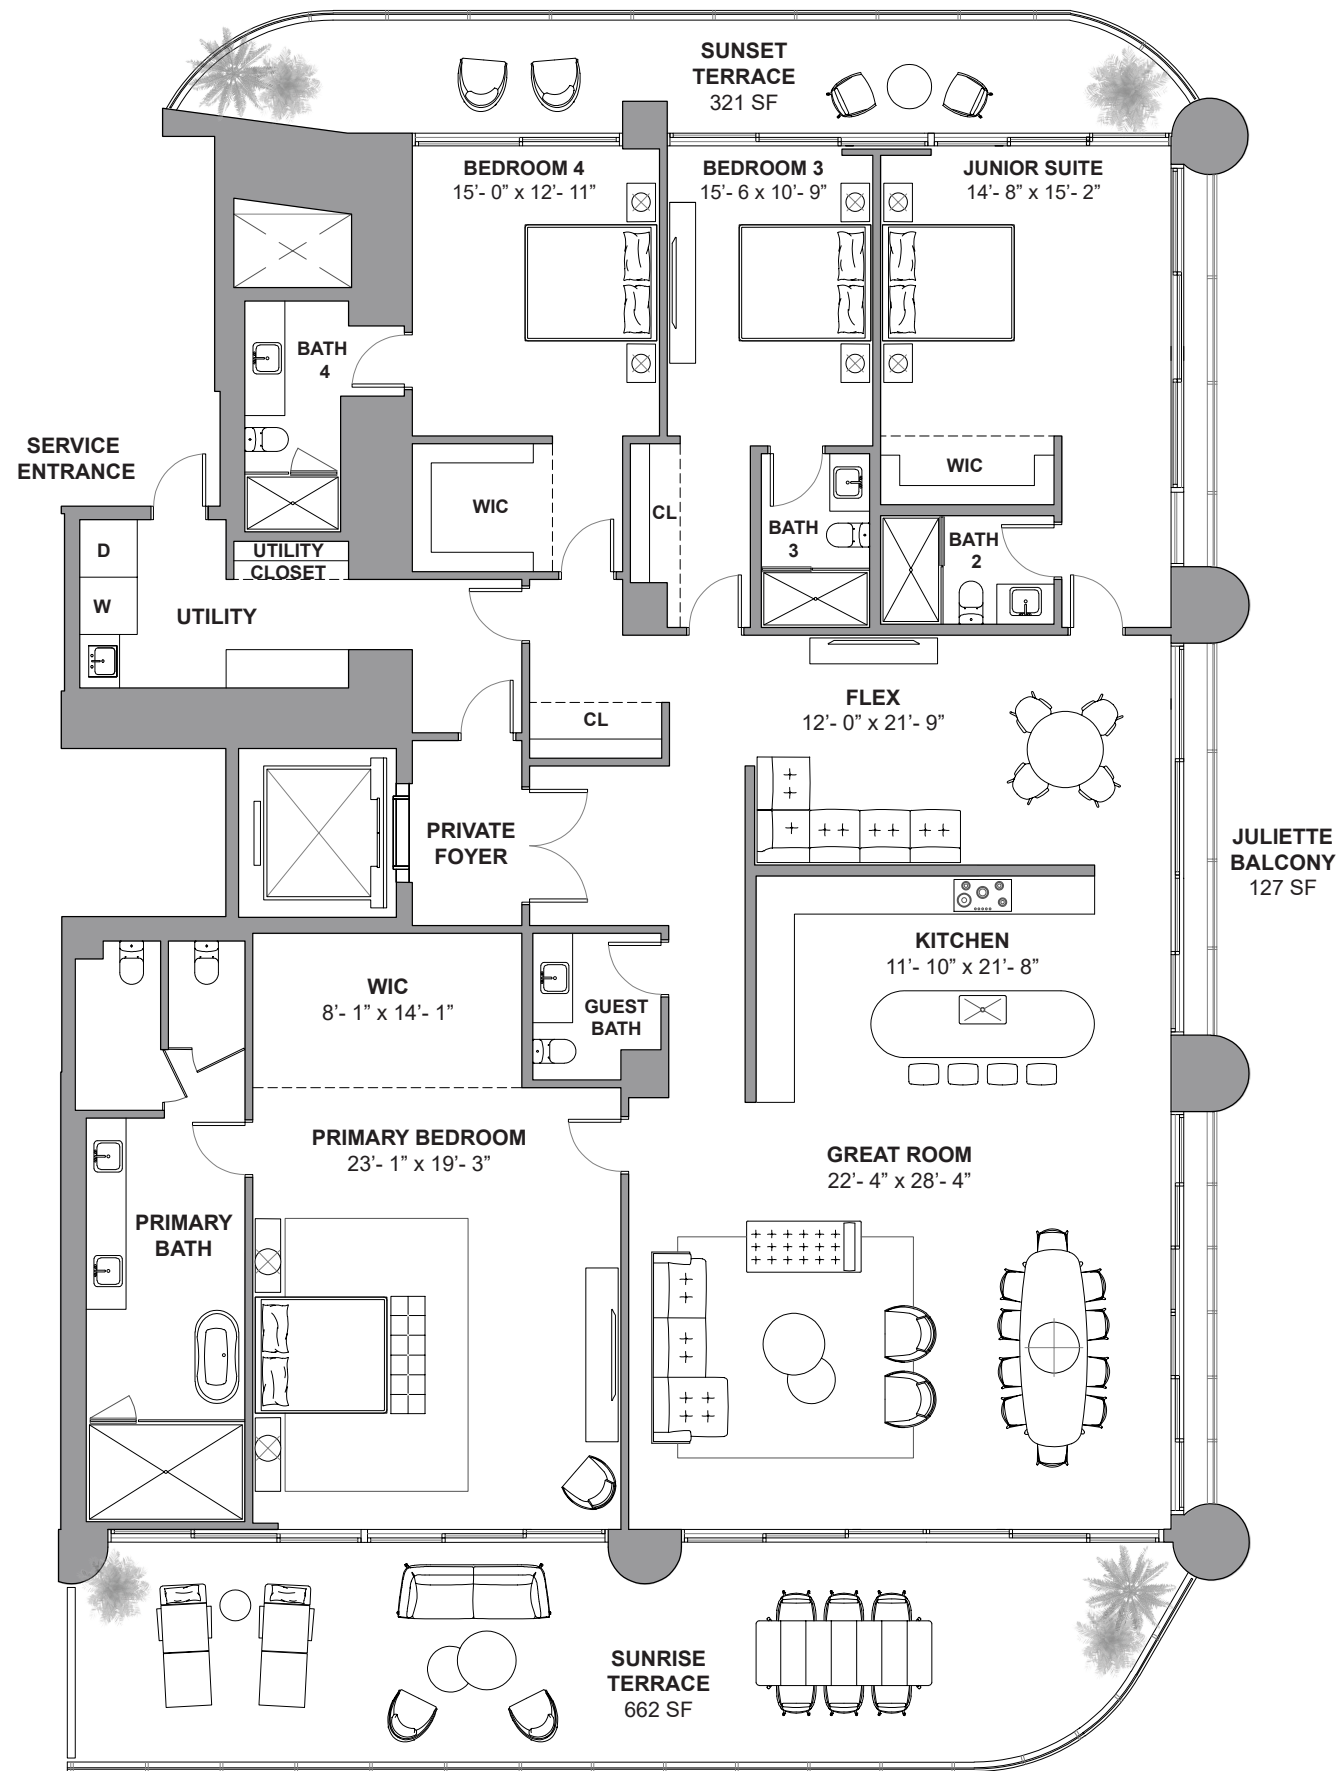 SUNSET
TERRACE
321 SF
BEDROOM 4
15’- 0” x 12’- 11”
BEDROOM 3
15’- 6 x 10’- 9”
JUNIOR SUITE
14’- 8” x 15’- 2”
BATH
4
SERVICE
ENTRANCE
WIC
CL
WIC
BATH
3
BATH
2
D
W
UTILITY
CLOSET
UTILITY
CL
FLEX
12’- 0” x 21’- 9”
PRIVATE
FOYER
JULIETTE
BALCONY
127 SF
KITCHEN
11’- 10” x 21’- 8”
WIC
8’- 1” x 14’- 1”
GUEST
BATH
PRIMARY BEDROOM
23’- 1” x 19’- 3”
GREAT ROOM
22’- 4” x 28’- 4”
PRIMARY
BATH
SUNRISE
TERRACE
662 SF